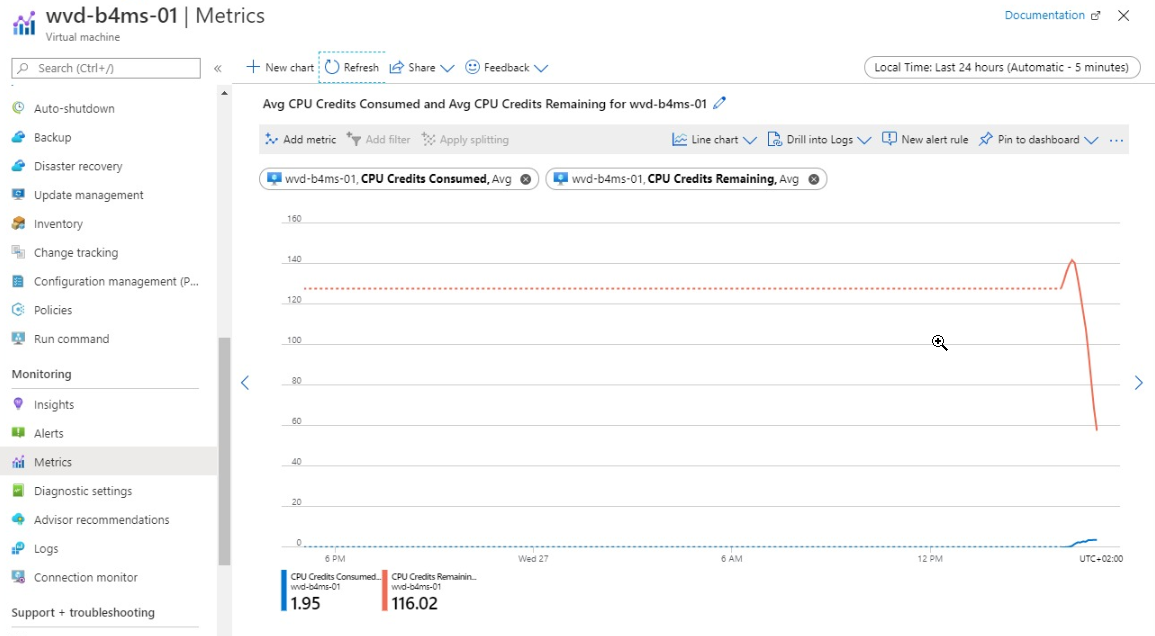 wvd-b4ms-01 | Metrics
Virtual machine
Documentation
Search (Ctrl+/)
«
New chart
Refresh
Share
Feedback
Local Time: Last 24 hours (Automatic - 5 minutes)
Auto-shutdown
Backup
Disaster recovery
Update management
Inventory
Change tracking
Configuration management (P...
Policies
Run command
Monitoring
Insights
Alerts
Metrics
Diagnostic settings
Advisor recommendations
Logs
Connection monitor
Support + troubleshooting
Avg CPU Credits Consumed and Avg CPU Credits Remaining for wvd-b4ms-01
Add metric
Add filter
Apply splitting
Line chart
Drill into Logs
New alert rule
Pin to dashboard
...
wvd-b4ms-01, CPU Credits Consumed, Avg
wvd-b4ms-01, CPU Credits Remaining, Avg
160
140
120
100
80
60
40
20
0
6 PM
Wed 27
6 AM
12 PM
UTC+02:00
CPU Credits Consumed...
wvd-b4ms-01
1.95
CPU Credits Remainin...
wvd-b4ms-01
116.02